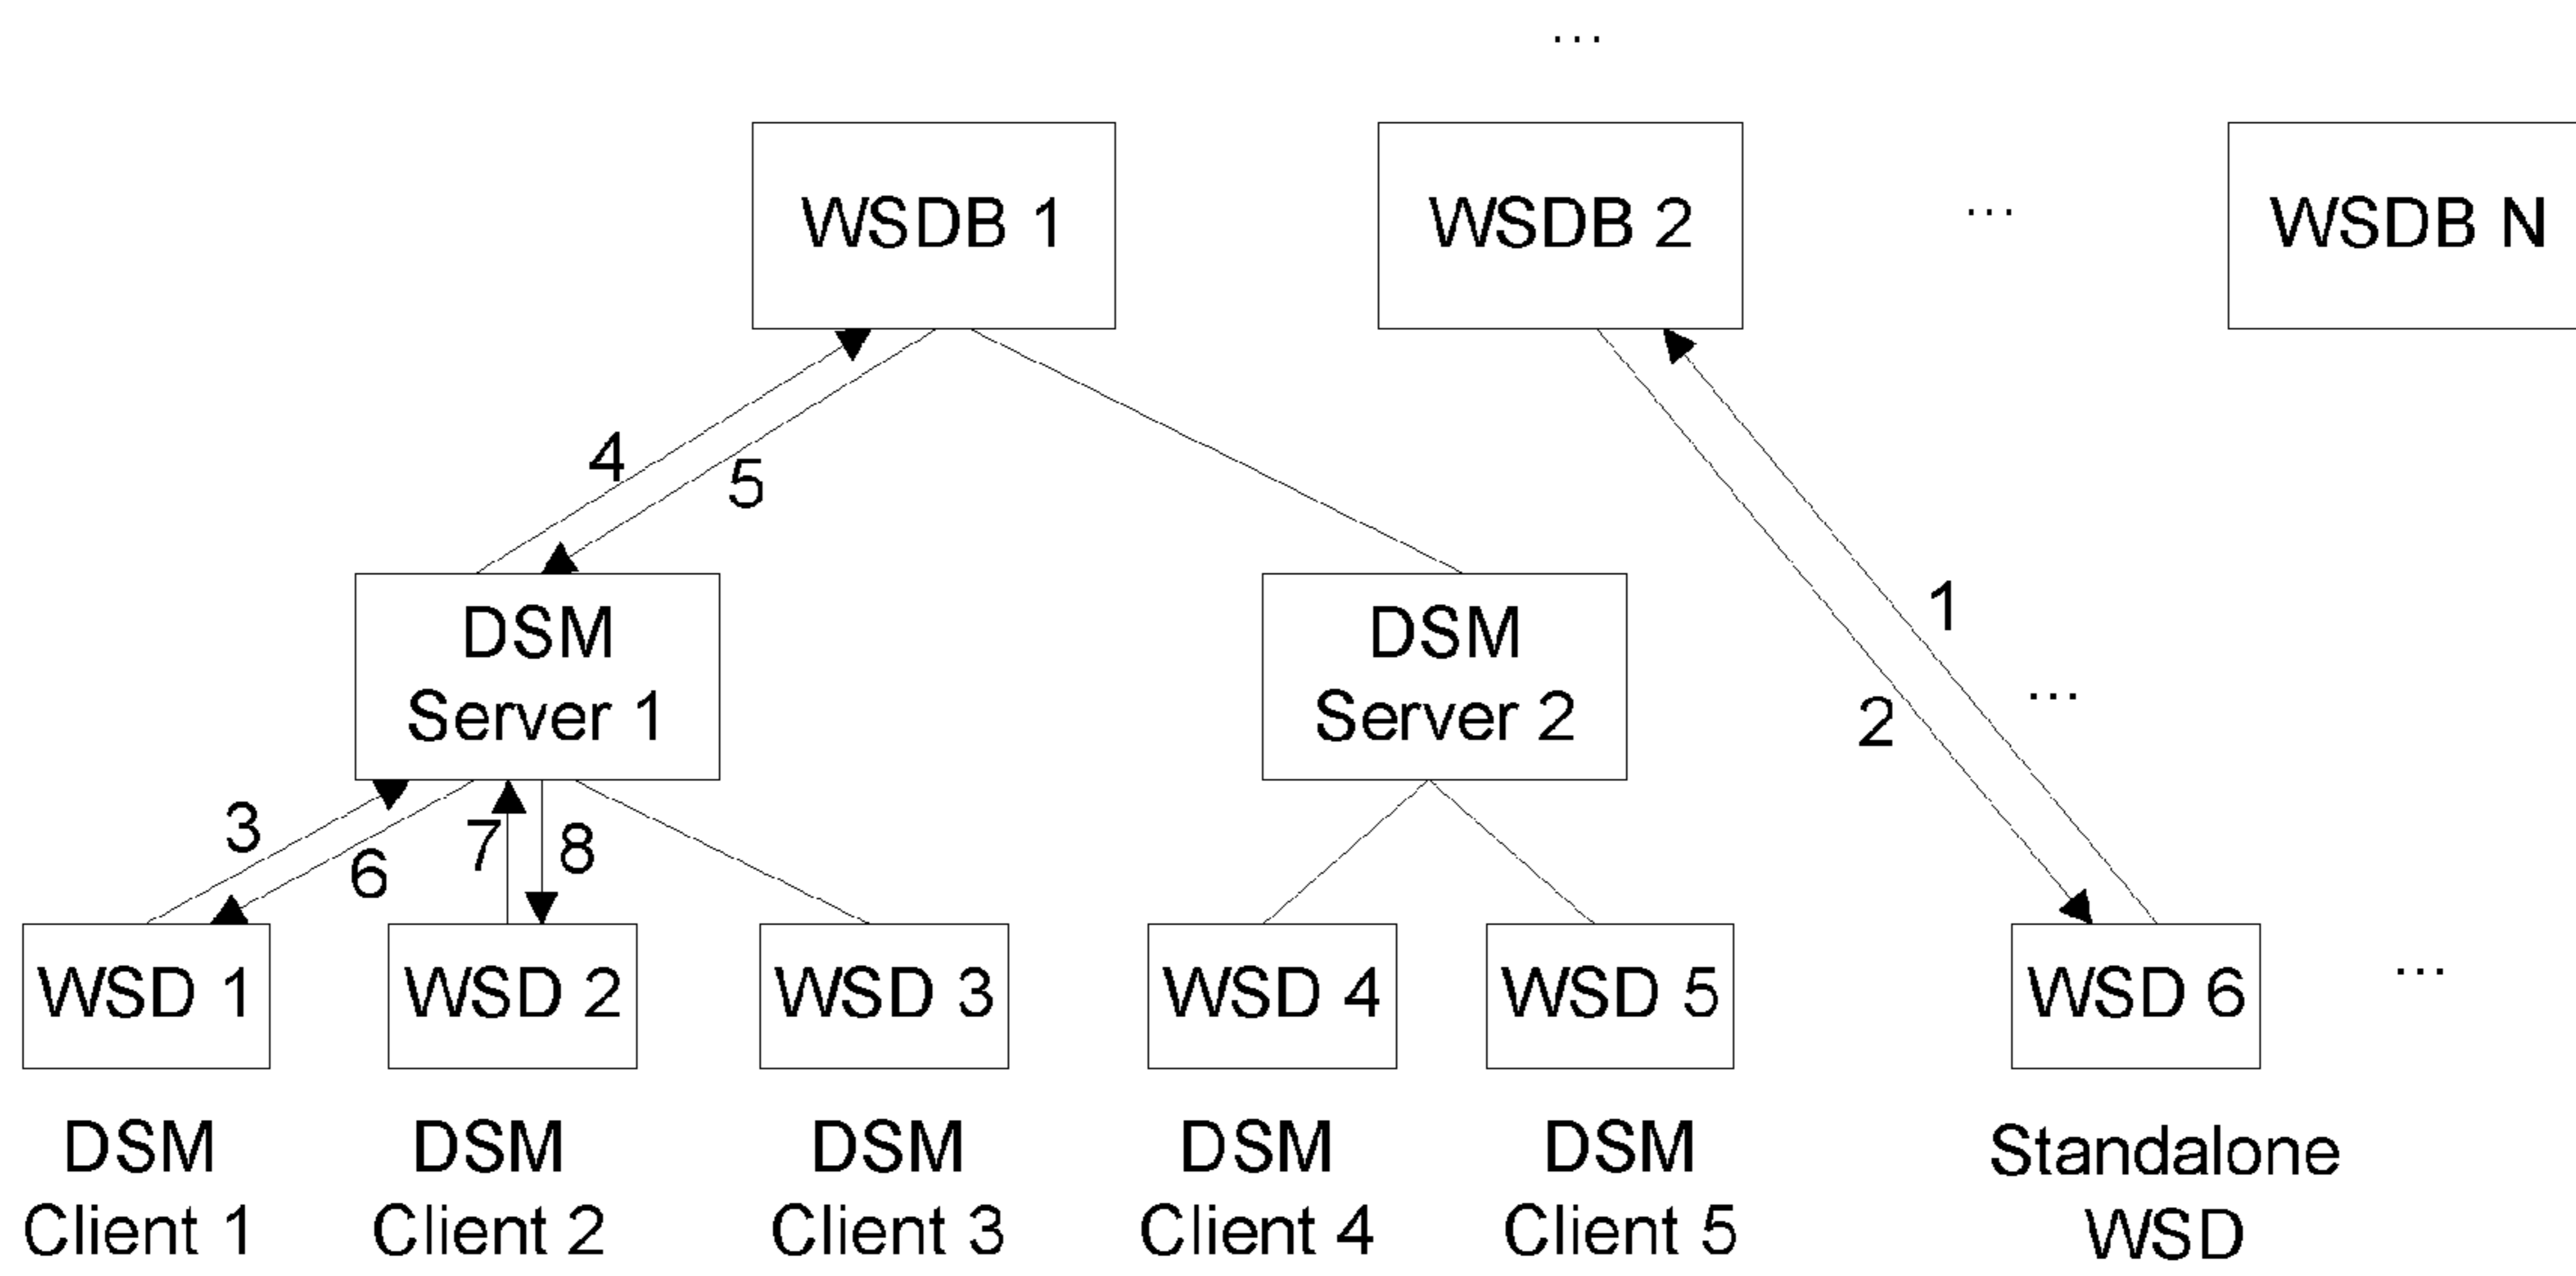 ...
WSDB 1
WSDB 2
...
WSDB N
4
5
DSM
Server 1
DSM
Server 2
1
2
...
3
6
7
8
WSD 1
WSD 2
WSD 3
WSD 4
WSD 5
WSD 6
...
DSM
Client 1
DSM
Client 2
DSM
Client 3
DSM
Client 4
DSM
Client 5
Standalone
WSD